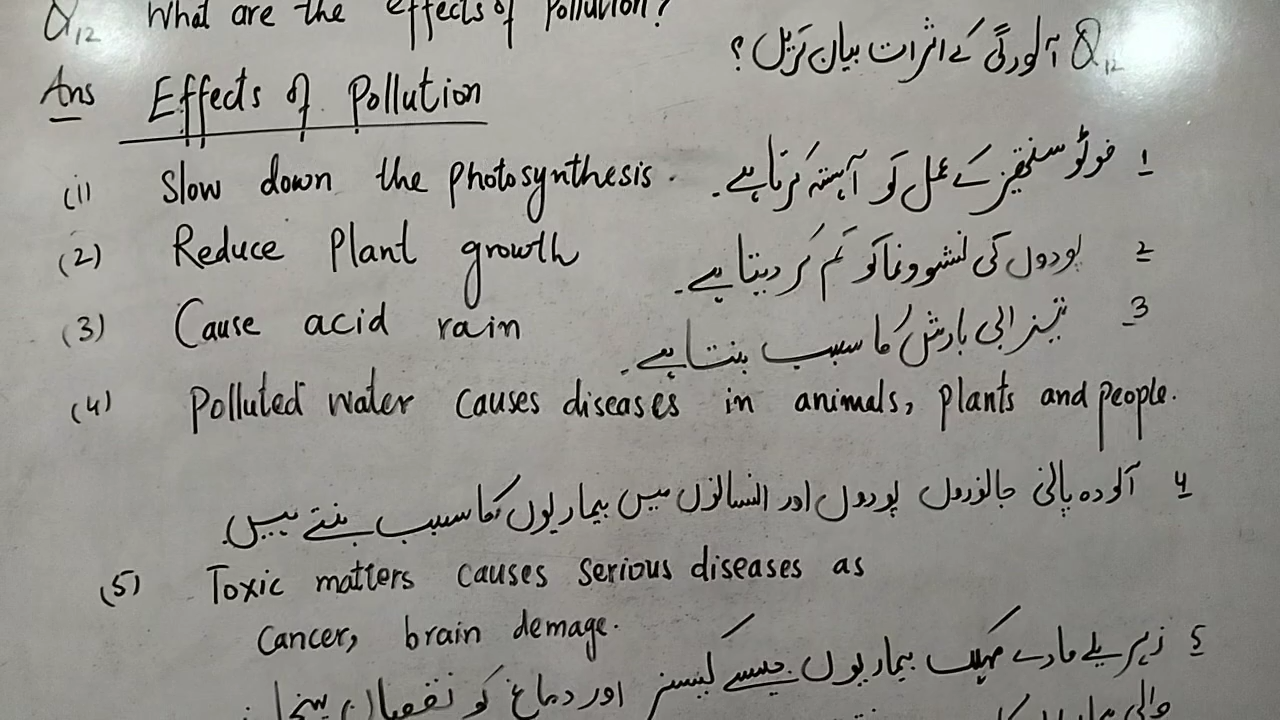 Q12 What are the effects of Pollution?
Q12 آلودگی کے اثرات بیان کریں ؟
Ans Effects of Pollution
(1) Slow down the photosynthesis.
1 فوٹو سنتھیسز کے عمل کو آہستہ کرتا ہے۔
(2) Reduce Plant growth
2 پودوں کی نشوونما کو کم کر دیتا ہے۔
(3) Cause acid rain
3 تیزابی بارش کا سبب بنتا ہے۔
(4) Polluted water causes diseases in animals, plants and people.
4 آلودہ پانی جانوروں پودوں اور انسانوں میں بیماریوں کا سبب بنتے ہیں۔
(5) Toxic matters causes serious diseases as
cancer, brain demage.
5 زہریلے مادے بیماریوں جیسے کینسر اور دماغ کو نقصان
والی